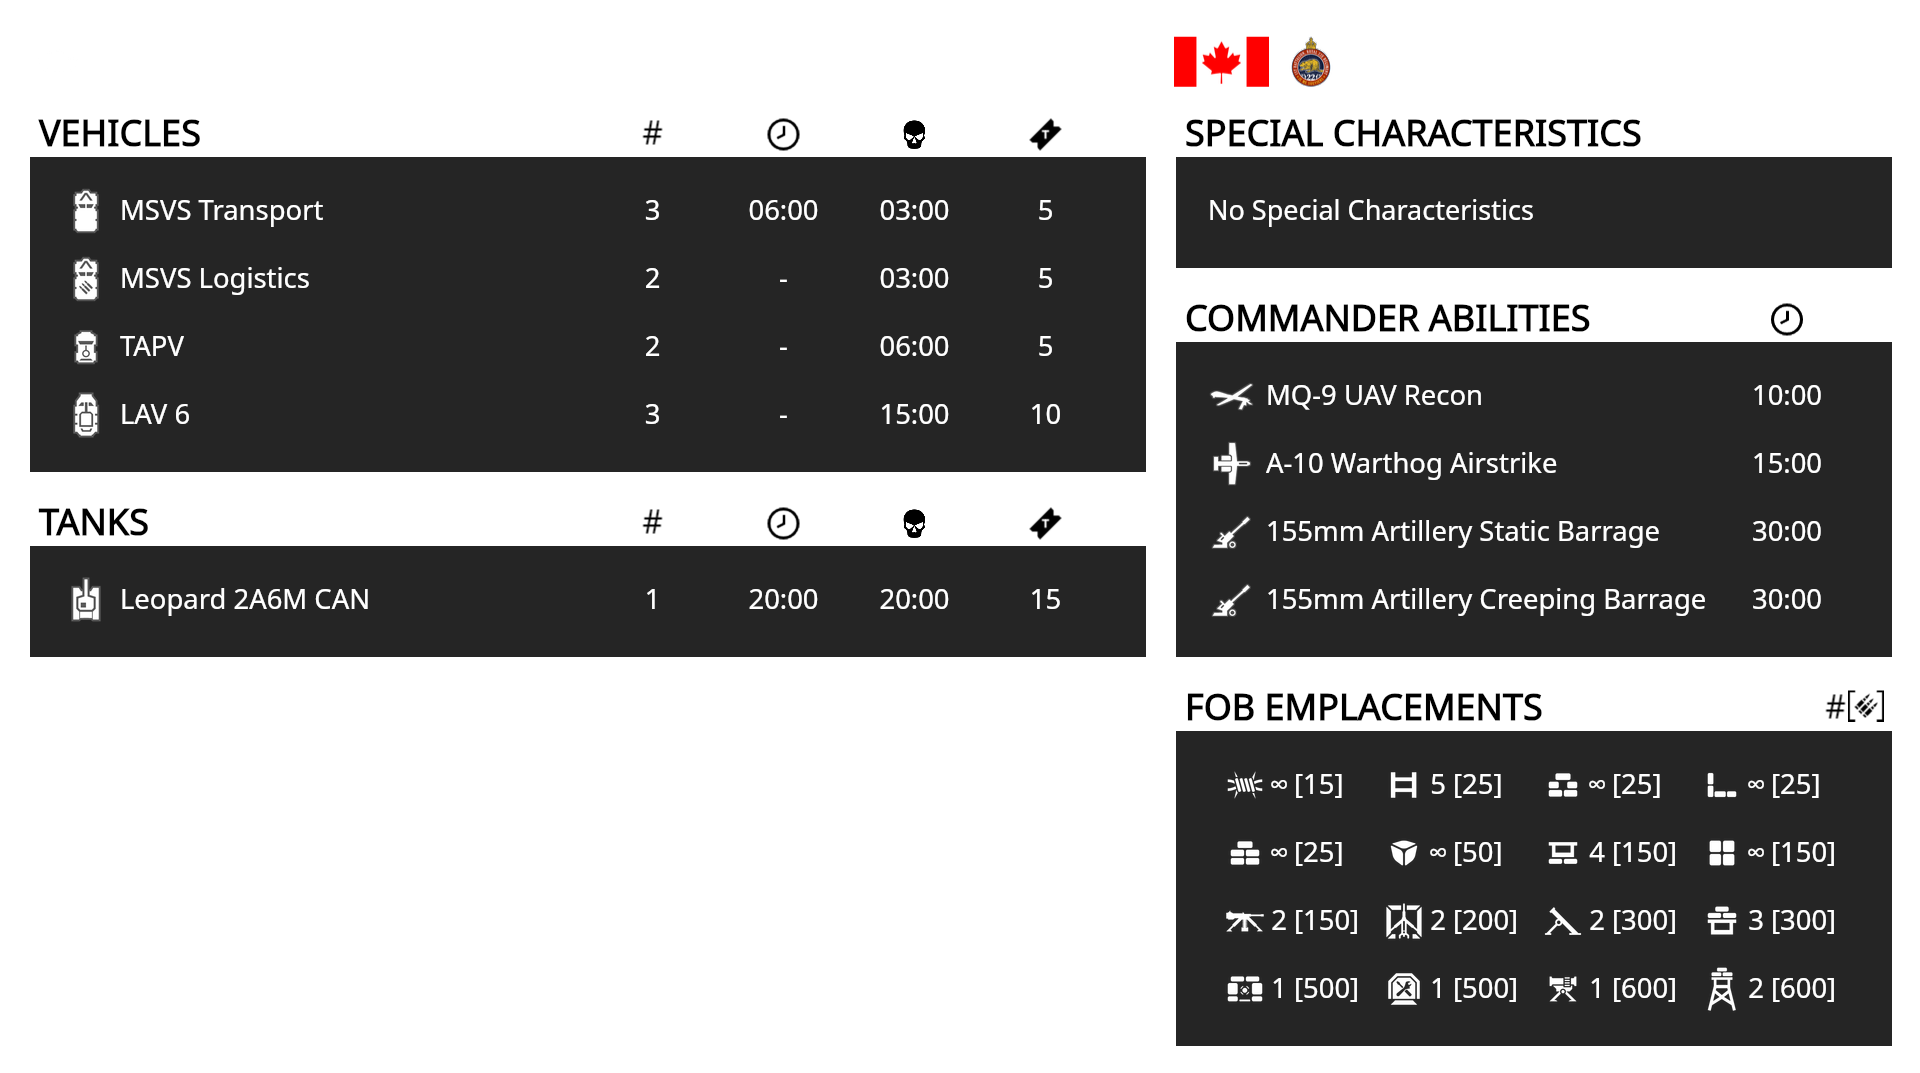 VEHICLES #
MSVS Transport 3 06:00 03:00 5
MSVS Logistics 2 - 03:00 5
TAPV 2 - 06:00 5
LAV 6 3 - 15:00 10
TANKS #
Leopard 2A6M CAN 1 20:00 20:00 15
SPECIAL CHARACTERISTICS
No Special Characteristics
COMMANDER ABILITIES
MQ-9 UAV Recon 10:00
A-10 Warthog Airstrike 15:00
155mm Artillery Static Barrage 30:00
155mm Artillery Creeping Barrage 30:00
FOB EMPLACEMENTS #[]
∞ [15] 5 [25] ∞ [25] ∞ [25]
∞ [25] ∞ [50] 4 [150] ∞ [150]
2 [150] 2 [200] 2 [300] 3 [300]
1 [500] 1 [500] 1 [600] 2 [600]